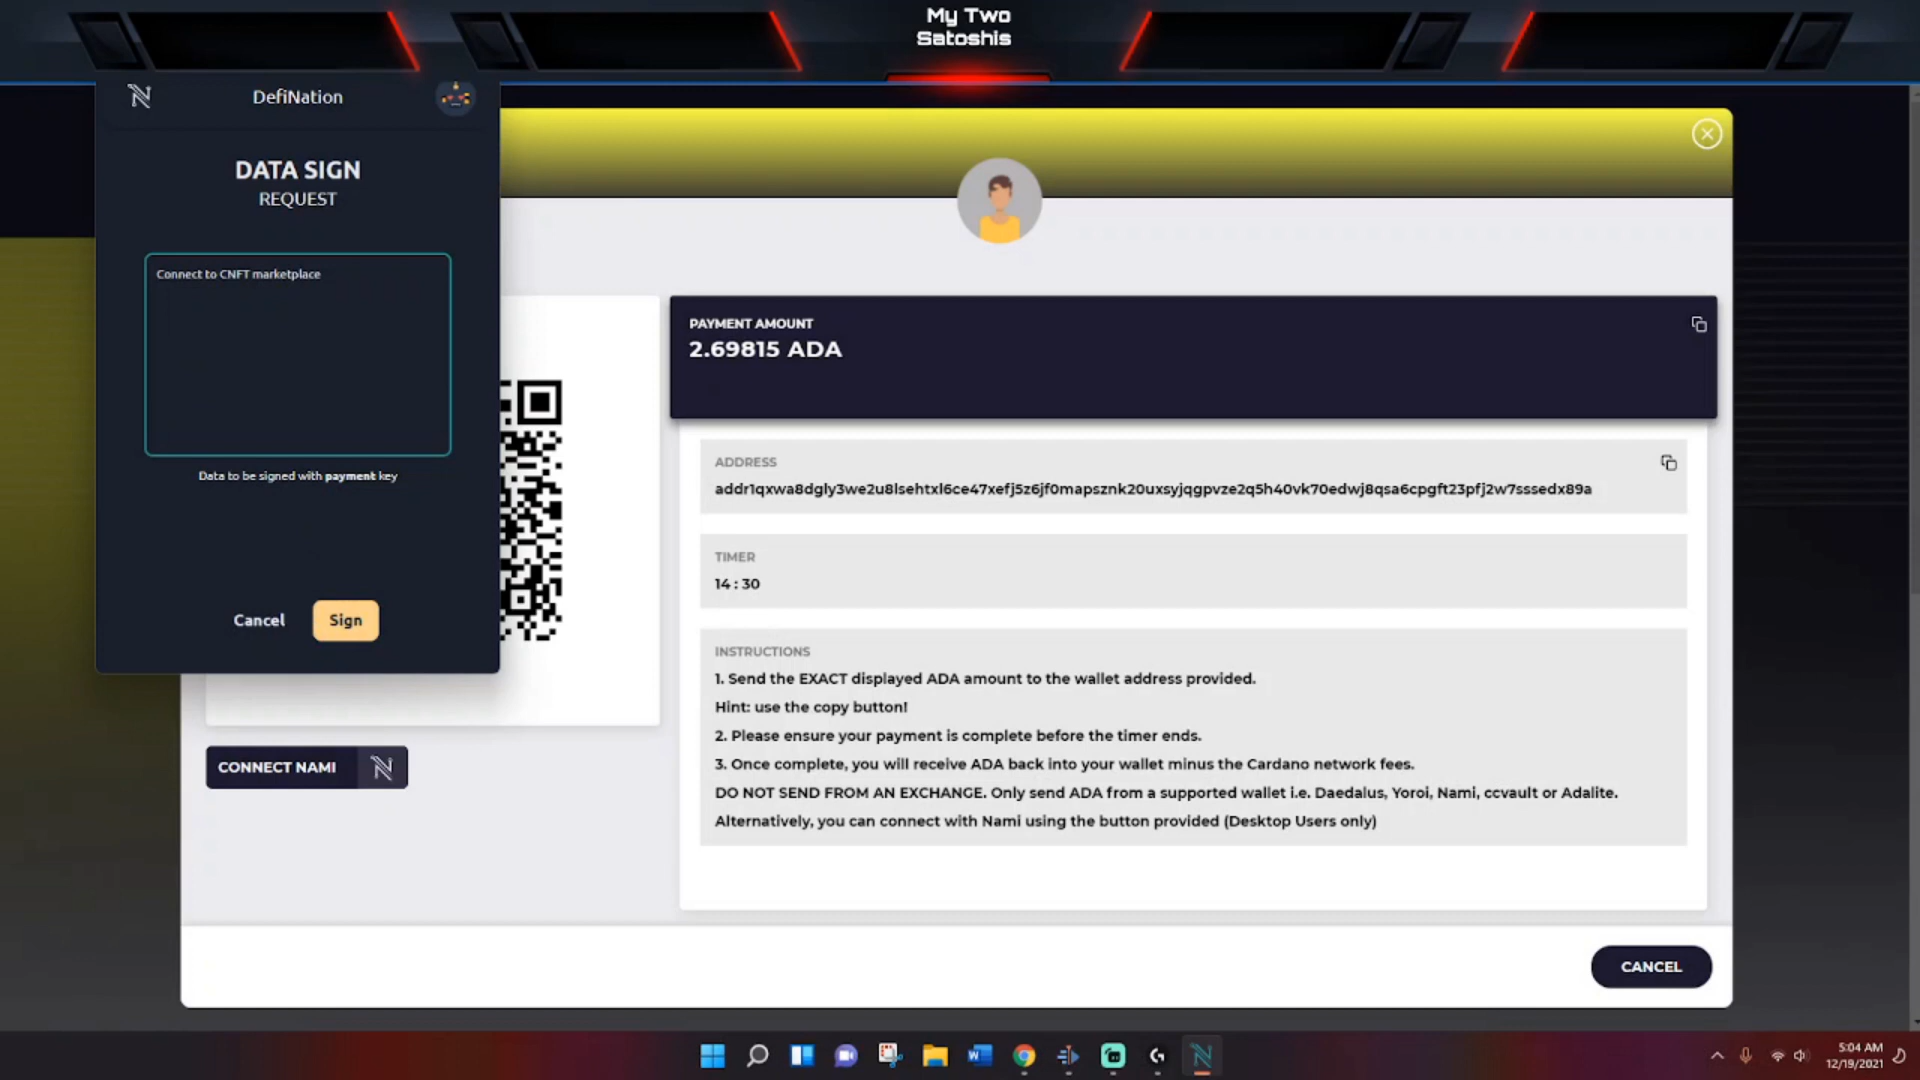 My Two
Satoshis
DefiNation
DATA SIGN
REQUEST
Connect to CNFT marketplace
Data to be signed with payment key
Cancel
Sign
CONNECT NAMI
PAYMENT AMOUNT
2.69815 ADA
ADDRESS
addr1qxwa8dgly3we2u8lsehtxl6ce47xefj5z6jf0mapsznk20uxsyjqgpvze2q5h40vk70edwj8qsa6cpgft23pfj2w7sssedx89a
TIMER
14 : 30
INSTRUCTIONS
1. Send the EXACT displayed ADA amount to the wallet address provided.
Hint: use the copy button!
2. Please ensure your payment is complete before the timer ends.
3. Once complete, you will receive ADA back into your wallet minus the Cardano network fees.
DO NOT SEND FROM AN EXCHANGE. Only send ADA from a supported wallet i.e. Daedalus, Yoroi, Nami, ccvault or Adalite.
Alternatively, you can connect with Nami using the button provided (Desktop Users only)
CANCEL
5:04 AM
12/19/2021